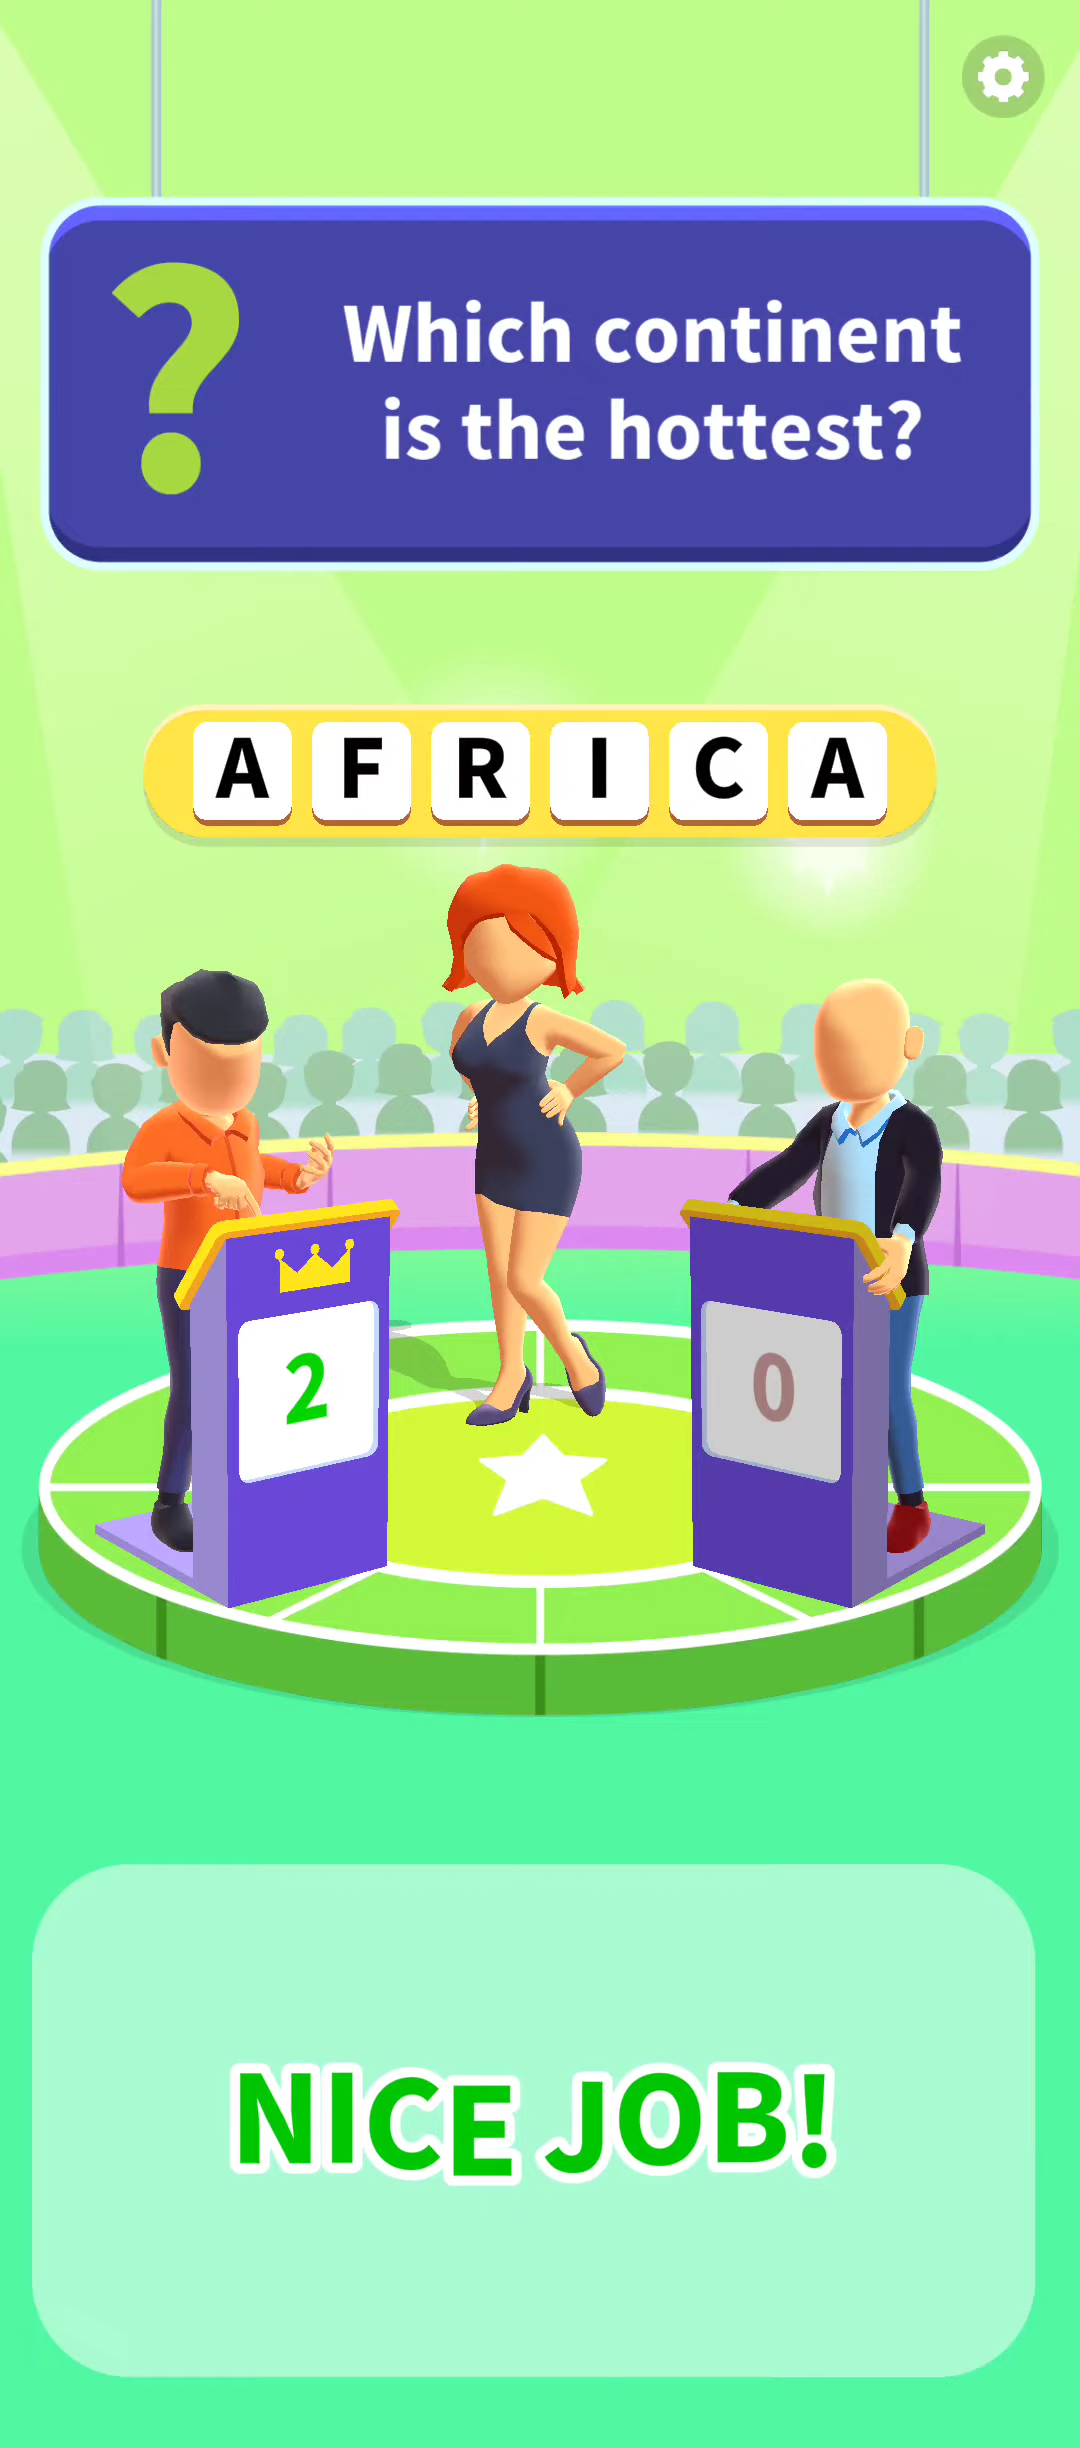 ?
Which continent
is the hottest?
AFRICA
2
0
NICE JOB!